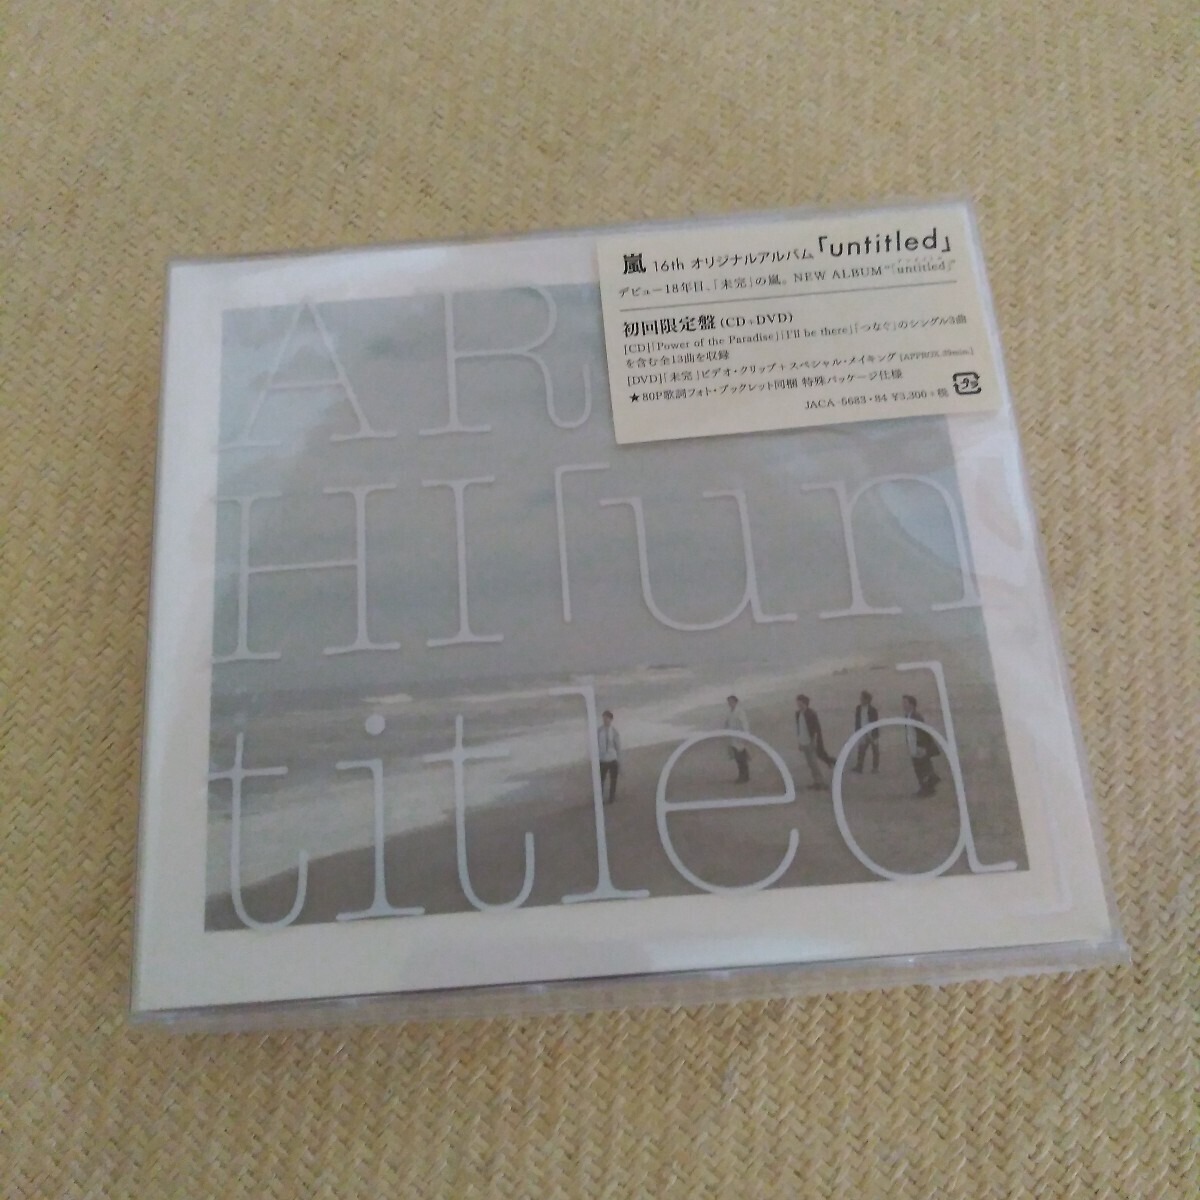 嵐 16th オリジナルアルバム「untitled」
デビュー18年目、「未完」の嵐。NEW ALBUM "「untitled」"
初回限定盤(CD+DVD)
[CD]「Power of the Paradise」「I'll be there」「つなぐ」のシングル3曲
を含む全13曲を収録
[DVD]「未完」ビデオ・クリップ+スペシャル・メイキング [APPROX. min.]
★80P歌詞フォト・ブックレット同梱 特殊パッケージ仕様
JACA-5683・84 ¥3,300+税
AR
HI「un
titled」